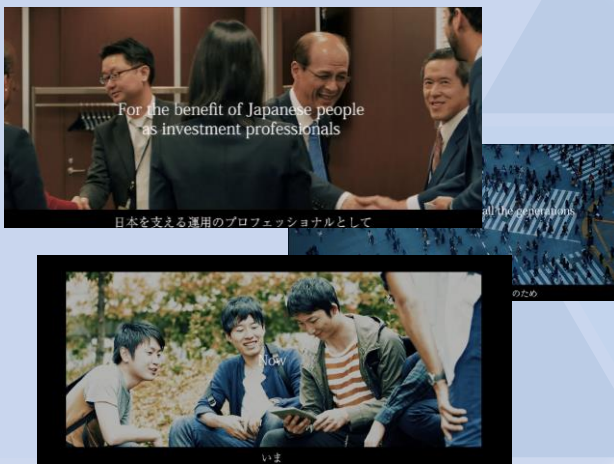 For the benefit of Japanese people
as investment professionals
日本を支える運用のプロフェッショナルとして
all the generations
のため
Now
いま